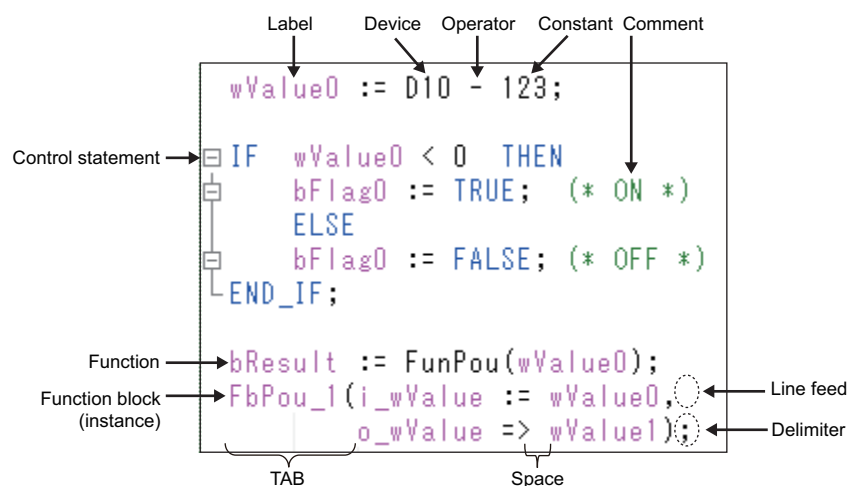 Label Device Operator Constant Comment
wValue0 := D10 - 123;
Control statement IF wValue0 < 0 THEN
bFlag0 := TRUE; (* ON *)
ELSE
bFlag0 := FALSE; (* OFF *)
END_IF;
Function bResult := FunPou(wValue0);
Function block FbPou_1(i_wValue := wValue0, Line feed
(instance)
o_wValue => wValue1); Delimiter
TAB Space